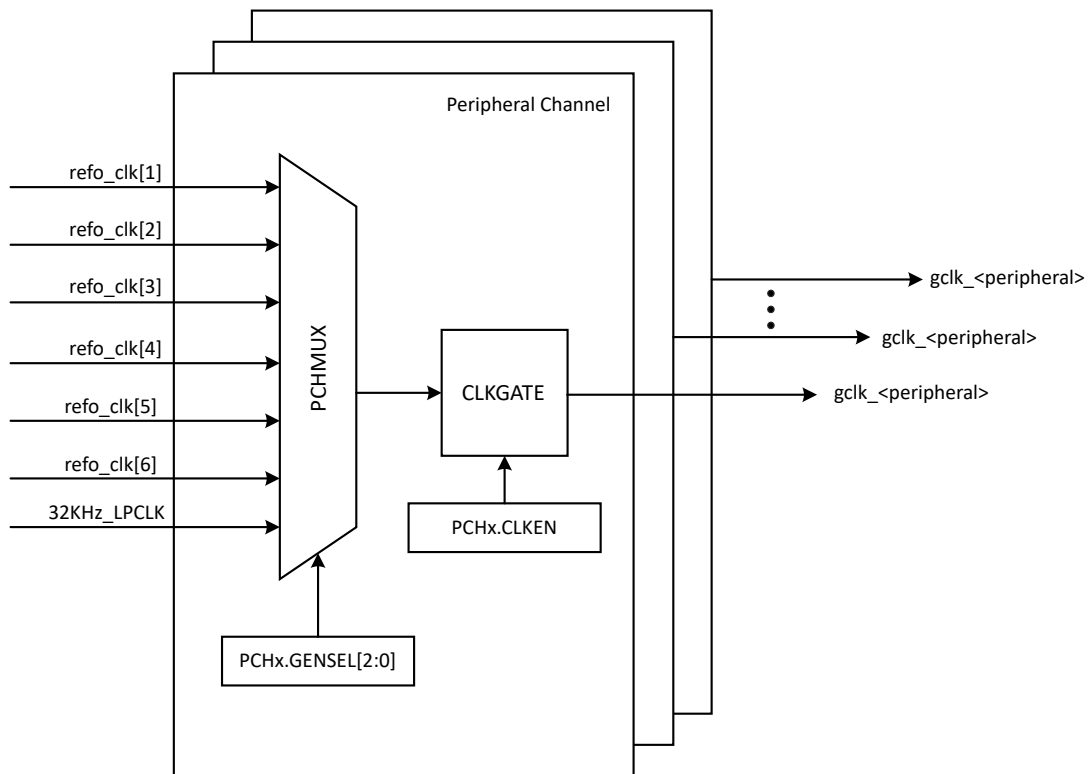 Peripheral Channel
refo_clk[1]
refo_clk[2]
refo_clk[3]
refo_clk[4]
refo_clk[5]
refo_clk[6]
32KHz_LPCLK
PCHMUX
CLKGATE
PCHx.CLKEN
PCHx.GENSEL[2:0]
gclk_<peripheral>
gclk_<peripheral>
gclk_<peripheral>